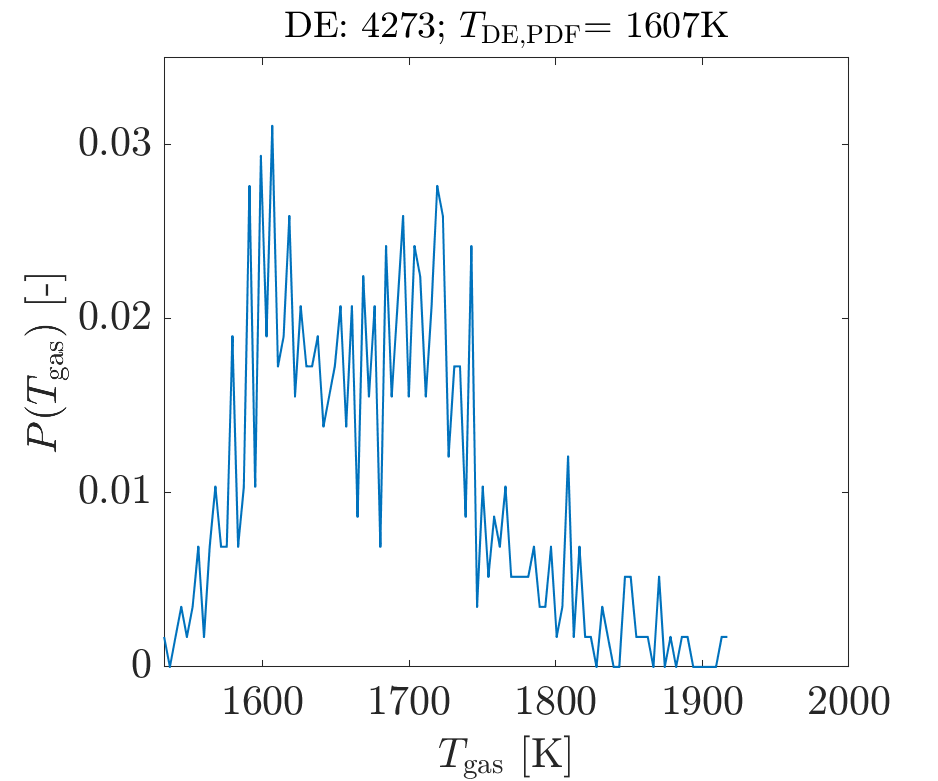 DE: 4273; T_DE,PDF= 1607K
0.03
0.02
0.01
0
P(T_gas) [-]
1600 1700 1800 1900 2000
T_gas [K]